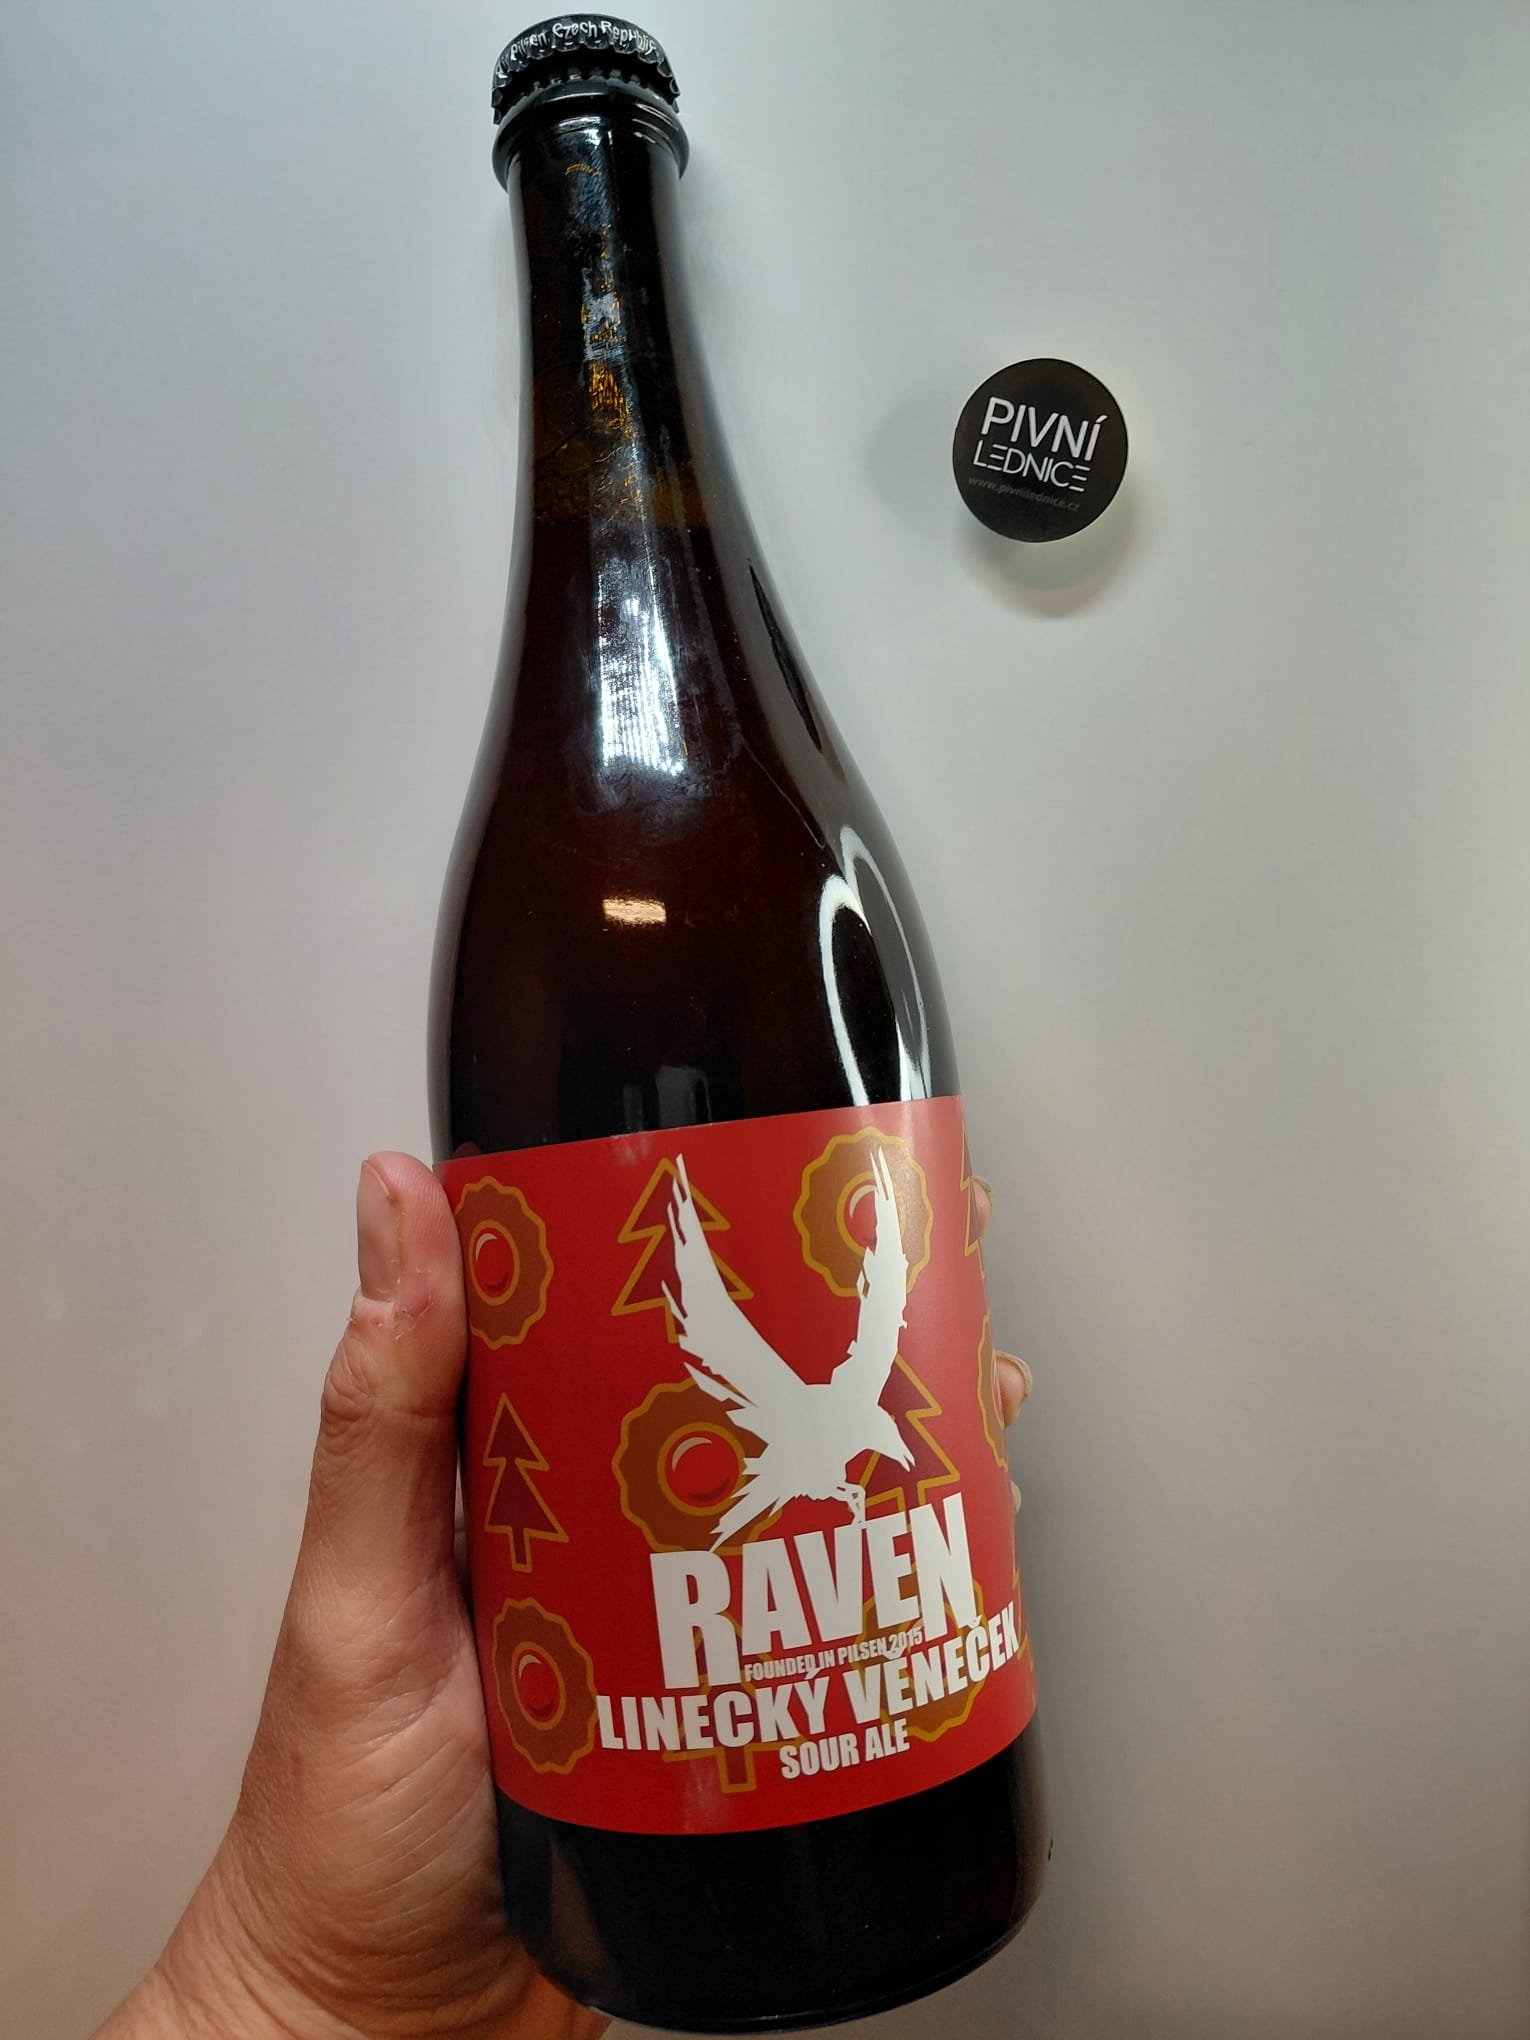 Pilsen Czech Republic
PIVNÍ
LEDNICE
www.pivnilednice.cz
RAVEN
FOUNDED IN PILSEN 2015
LINECKÝ VĚNEČEK
SOUR ALE